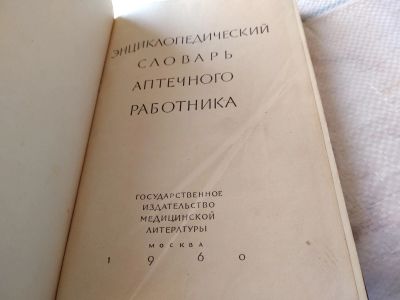 ЭНЦИКЛОПЕДИЧЕСКИЙ
СЛОВАРЬ
АПТЕЧНОГО
РАБОТНИКА
ГОСУДАРСТВЕННОЕ
ИЗДАТЕЛЬСТВО
МЕДИЦИНСКОЙ
ЛИТЕРАТУРЫ
МОСКВА
1960